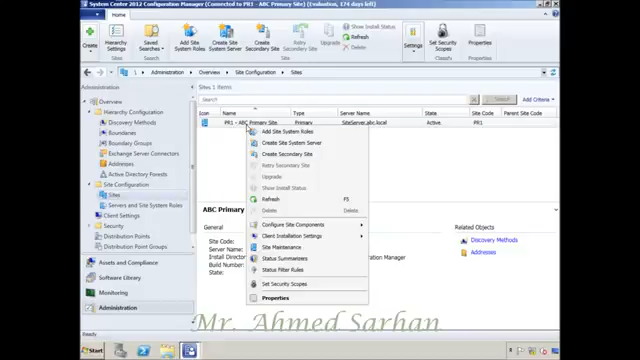 System Center 2012 Configuration Manager (Connected to PR1 - ABC Primary Site) (Evaluation, 174 days left)
Home
Create
Hierarchy Settings
Saved Searches
Add Site System Roles
Create Site System Server
Create Secondary Site
Retry Secondary Site
Upgrade
Show Install Status
Refresh
Delete
Settings
Set Security Scopes
Properties
Search
Site
Classify
Properties
Administration
Overview
Site Configuration
Sites
Administration
Sites 1 Items
Overview
Search
Search
Add Criteria
Hierarchy Configuration
Icon Name Type Server Name State Site Code Parent Site Code
Discovery Methods
PR1 - ABC Primary Site Primary SiteServer.abc.local Active PR1
Boundaries
Boundary Groups
Exchange Server Connectors
Addresses
Active Directory Forests
Site Configuration
Sites
Servers and Site System Roles
Client Settings
Security
Distribution Points
Distribution Point Groups
Add Site System Roles
Create Site System Server
Create Secondary Site
Retry Secondary Site
Upgrade
Show Install Status
Refresh F5
Delete Delete
Configure Site Components
Client Installation Settings
Site Maintenance
Status Summarizers
Status Filter Rules
Set Security Scopes
Properties
ABC Primary
General
Site Code:
Server Name:
Install Direct
Build Number:
Related Objects
Discovery Methods
Addresses
Assets and Compliance
Software Library
Monitoring
Administration
Ready
Mr. Ahmed Sarhan
Start